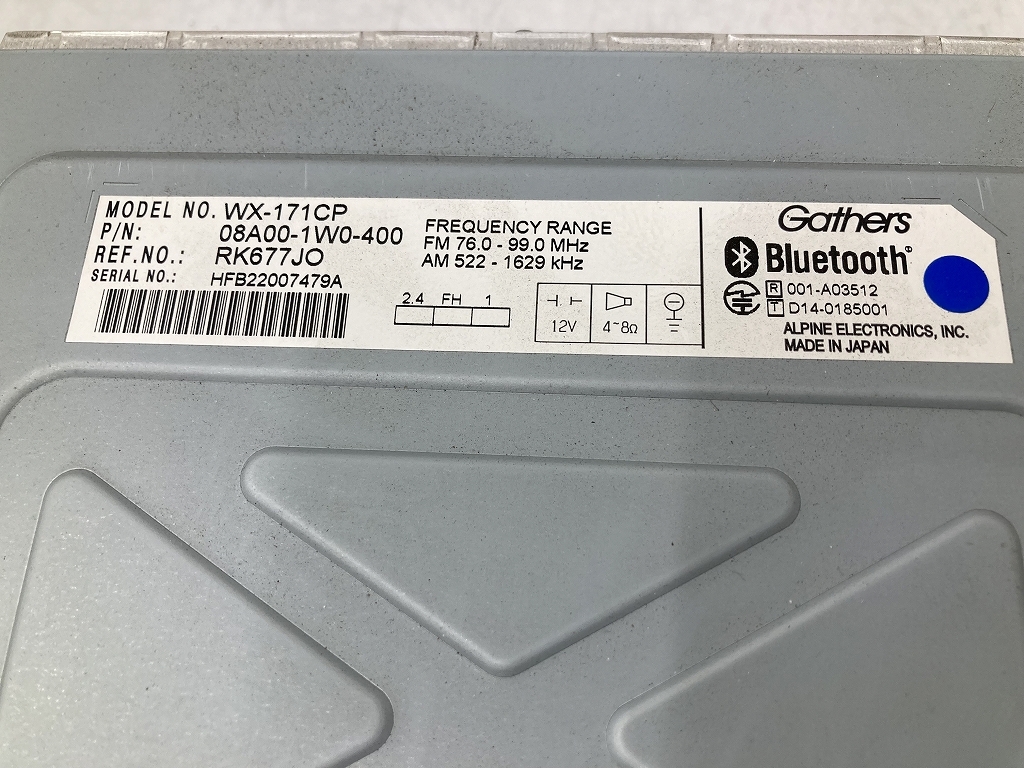 MODEL NO. WX-171CP
P/N: 08A00-1W0-400
REF.NO.: RK677JO
SERIAL NO.: HFB22007479A
FREQUENCY RANGE
FM 76.0 - 99.0 MHz
AM 522 - 1629 kHz
2.4 FH 1
12V
4~8Ω
Gathers
Bluetooth®
R 001-A03512
T D14-0185001
ALPINE ELECTRONICS, INC.
MADE IN JAPAN